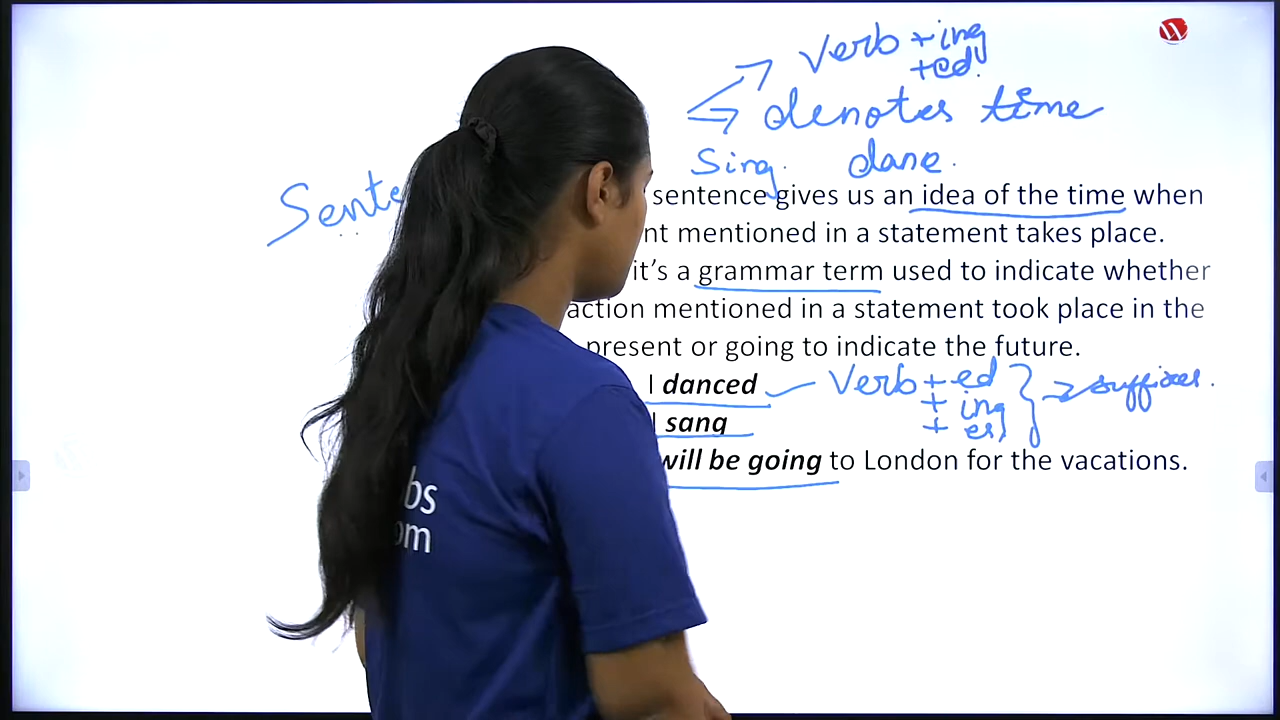 Verb + ing
+ed.
denotes time
Sing. dane.
Sente
sentence gives us an idea of the time when
nt mentioned in a statement takes place.
it's a grammar term used to indicate whether
action mentioned in a statement took place in the
present or going to indicate the future.
I danced Verb + ed
+ ing
I sang + es
suffixes.
will be going to London for the vacations.
bs
om